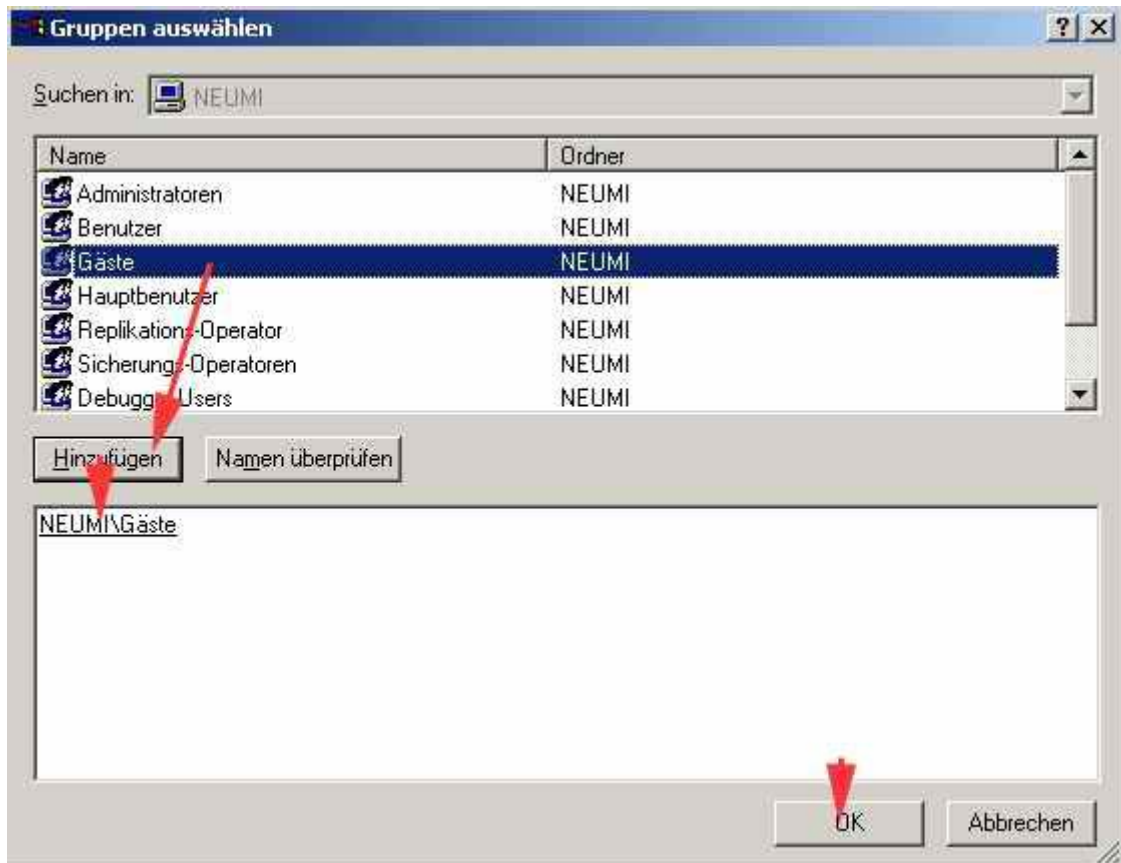 Gruppen auswählen
Suchen in: NEUMI
Name Ordner
Administratoren NEUMI
Benutzer NEUMI
Gäste NEUMI
Hauptbenutzer NEUMI
Replikations-Operator NEUMI
Sicherungs-Operatoren NEUMI
Debugger Users NEUMI
Hinzufügen Namen überprüfen
NEUMI\Gäste
OK Abbrechen